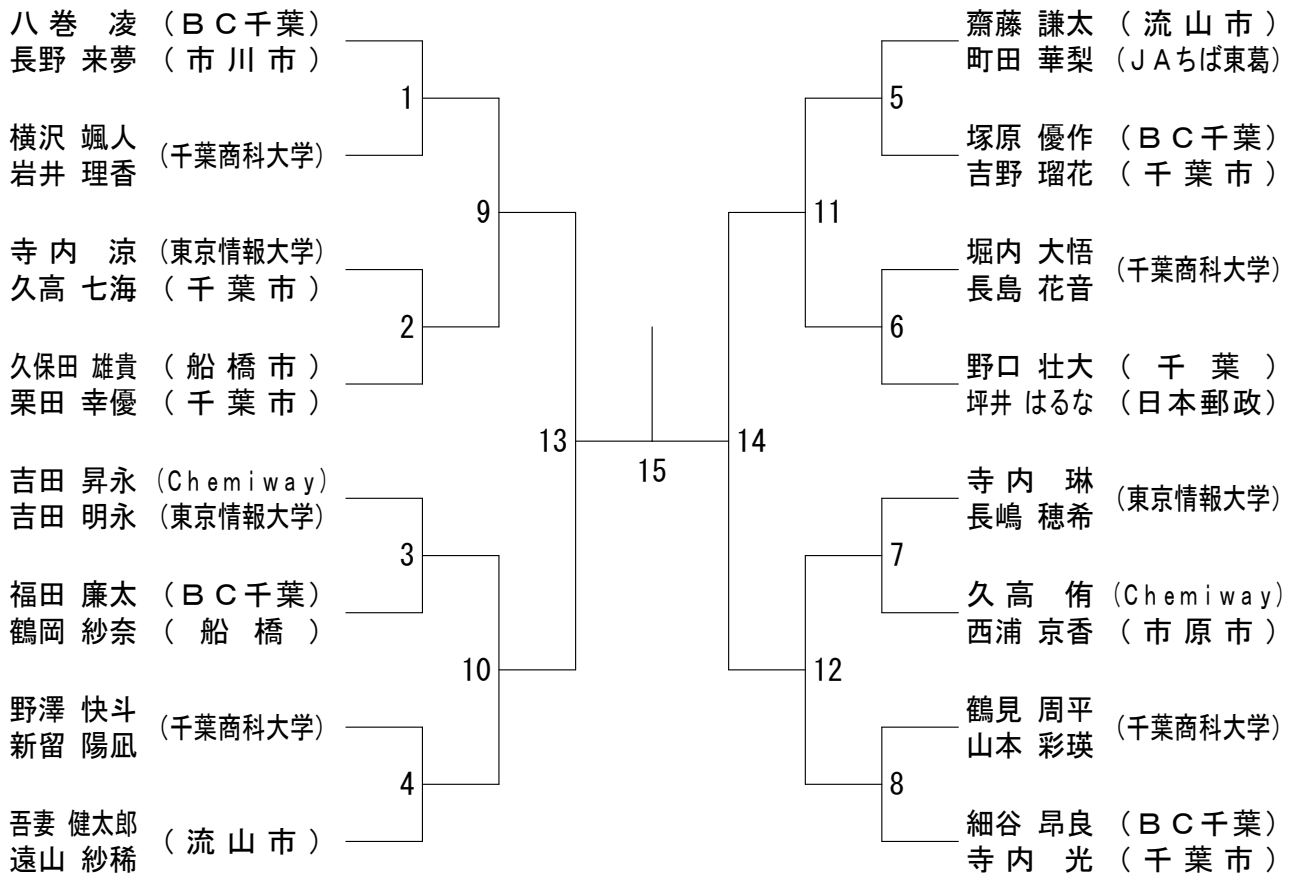 八巻 凌 (BC千葉)
長野 来夢 (市川市)
1
横沢 颯人
岩井 理香 (千葉商科大学)
9
寺内 涼 (東京情報大学)
久高 七海 (千葉市)
2
久保田 雄貴 (船橋市)
栗田 幸優 (千葉市)
13
吉田 昇永 (Chemiway)
吉田 明永 (東京情報大学)
3
福田 廉太 (BC千葉)
鶴岡 紗奈 (船橋)
10
野澤 快斗
新留 陽凪 (千葉商科大学)
4
吾妻 健太郎
遠山 紗稀 (流山市)
15
齋藤 謙太 (流山市)
町田 華梨 (JAちば東葛)
5
塚原 優作 (BC千葉)
吉野 瑠花 (千葉市)
11
堀内 大悟
長島 花音 (千葉商科大学)
6
野口 壮大 (千葉)
坪井 はるな (日本郵政)
14
寺内 琳
長嶋 穂希 (東京情報大学)
7
久高 侑 (Chemiway)
西浦 京香 (市原市)
12
鶴見 周平
山本 彩瑛 (千葉商科大学)
8
細谷 昂良 (BC千葉)
寺内 光 (千葉市)